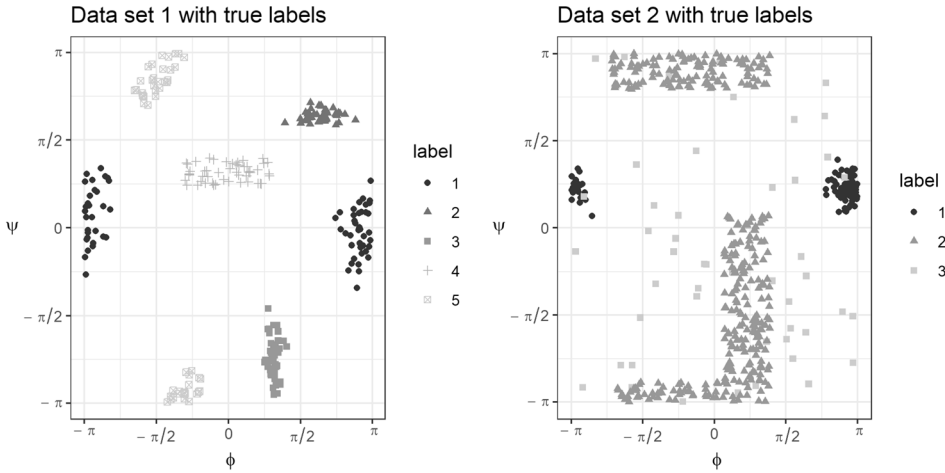 Data set 1 with true labels
π
π/2
ψ
0
− π/2
− π
− π
− π/2
0
π/2
π
ϕ
label
1
2
3
4
5
Data set 2 with true labels
π
π/2
ψ
0
− π/2
− π
− π
− π/2
0
π/2
π
ϕ
label
1
2
3